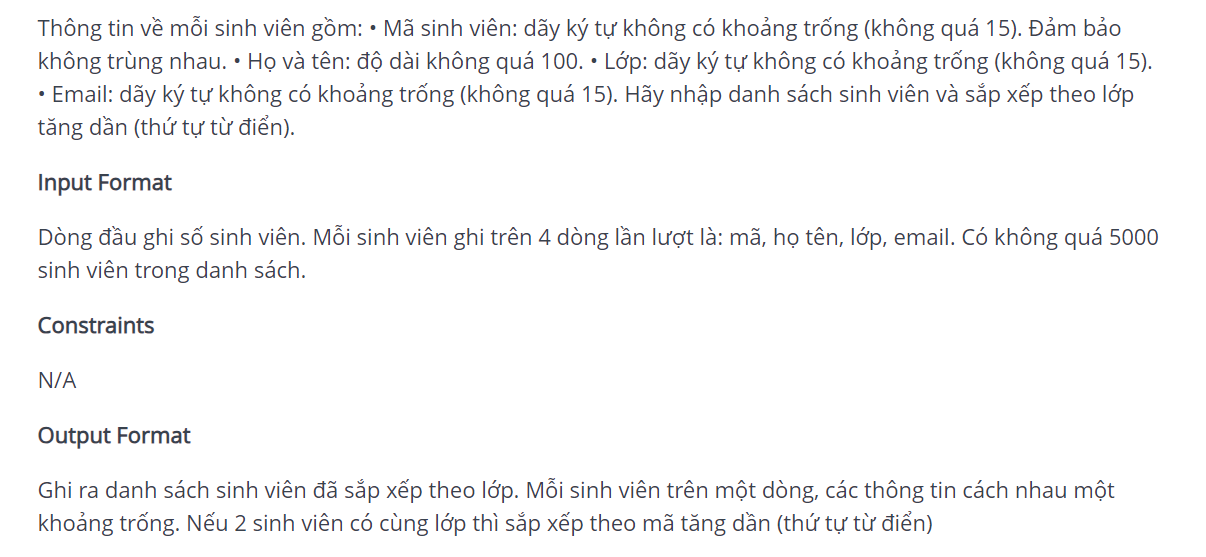 Thông tin về mỗi sinh viên gồm: • Mã sinh viên: dãy ký tự không có khoảng trống (không quá 15). Đảm bảo
không trùng nhau. • Họ và tên: độ dài không quá 100. • Lớp: dãy ký tự không có khoảng trống (không quá 15).
• Email: dãy ký tự không có khoảng trống (không quá 15). Hãy nhập danh sách sinh viên và sắp xếp theo lớp
tăng dần (thứ tự từ điển).
Input Format
Dòng đầu ghi số sinh viên. Mỗi sinh viên ghi trên 4 dòng lần lượt là: mã, họ tên, lớp, email. Có không quá 5000
sinh viên trong danh sách.
Constraints
N/A
Output Format
Ghi ra danh sách sinh viên đã sắp xếp theo lớp. Mỗi sinh viên trên một dòng, các thông tin cách nhau một
khoảng trống. Nếu 2 sinh viên có cùng lớp thì sắp xếp theo mã tăng dần (thứ tự từ điển)